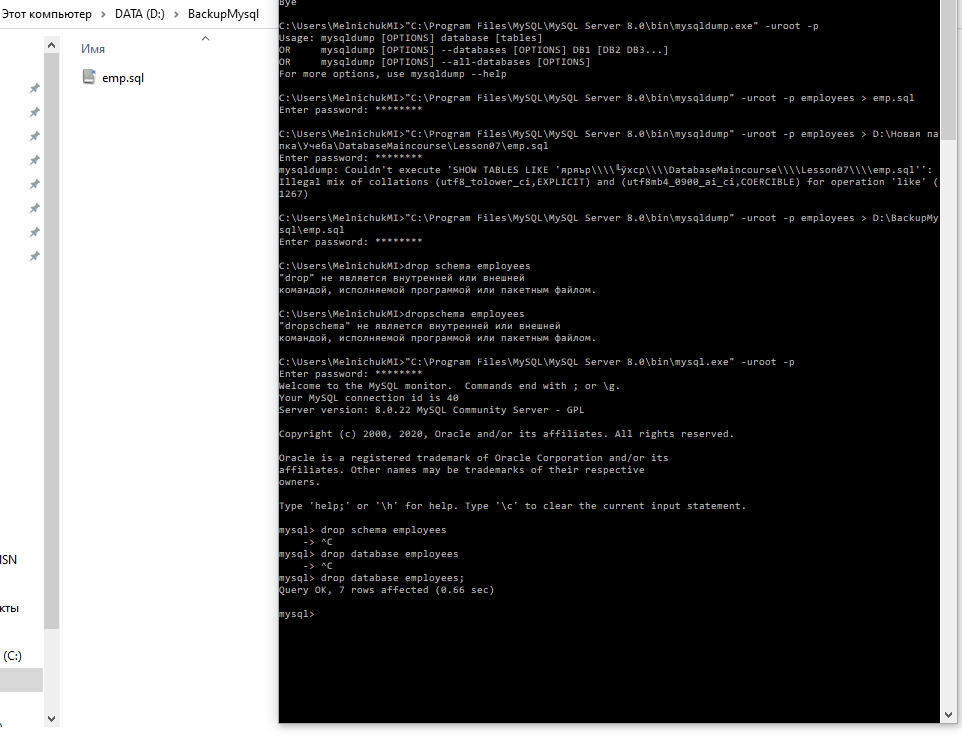 Этот компьютер > DATA (D:) > BackupMysql
Имя
emp.sql
ISN
кты
(C:)
Bye
C:\Users\MelnichukMI>"C:\Program Files\MySQL\MySQL Server 8.0\bin\mysqldump.exe" -uroot -p
Usage: mysqldump [OPTIONS] database [tables]
OR     mysqldump [OPTIONS] --databases [OPTIONS] DB1 [DB2 DB3...]
OR     mysqldump [OPTIONS] --all-databases [OPTIONS]
For more options, use mysqldump --help
C:\Users\MelnichukMI>"C:\Program Files\MySQL\MySQL Server 8.0\bin\mysqldump" -uroot -p employees > emp.sql
Enter password: ********
C:\Users\MelnichukMI>"C:\Program Files\MySQL\MySQL Server 8.0\bin\mysqldump" -uroot -p employees > D:\Новая па
пка\Учеба\DatabaseMaincourse\Lesson07\emp.sql
Enter password: ********
mysqldump: Couldn't execute 'SHOW TABLES LIKE 'яряър\\\\╙ўхср\\\\DatabaseMaincourse\\\\Lesson07\\\\emp.sql'':
Illegal mix of collations (utf8_tolower_ci,EXPLICIT) and (utf8mb4_0900_ai_ci,COERCIBLE) for operation 'like' (
1267)
C:\Users\MelnichukMI>"C:\Program Files\MySQL\MySQL Server 8.0\bin\mysqldump" -uroot -p employees > D:\BackupMy
sql\emp.sql
Enter password: ********
C:\Users\MelnichukMI>drop schema employees
"drop" не является внутренней или внешней
командой, исполняемой программой или пакетным файлом.
C:\Users\MelnichukMI>dropschema employees
"dropschema" не является внутренней или внешней
командой, исполняемой программой или пакетным файлом.
C:\Users\MelnichukMI>"C:\Program Files\MySQL\MySQL Server 8.0\bin\mysql.exe" -uroot -p
Enter password: ********
Welcome to the MySQL monitor.  Commands end with ; or \g.
Your MySQL connection id is 40
Server version: 8.0.22 MySQL Community Server - GPL
Copyright (c) 2000, 2020, Oracle and/or its affiliates. All rights reserved.
Oracle is a registered trademark of Oracle Corporation and/or its
affiliates. Other names may be trademarks of their respective
owners.
Type 'help;' or '\h' for help. Type '\c' to clear the current input statement.
mysql> drop schema employees
    -> ^C
mysql> drop database employees
    -> ^C
mysql> drop database employees;
Query OK, 7 rows affected (0.66 sec)
mysql>